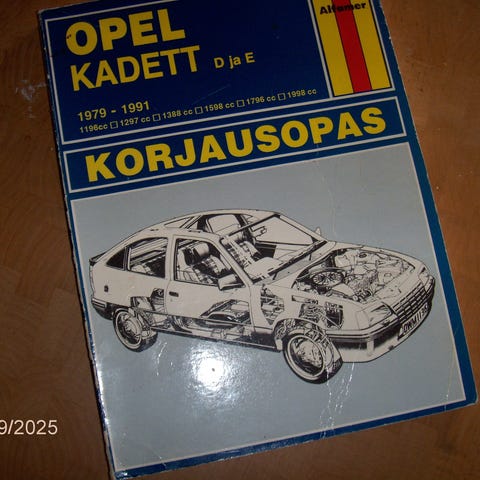 Alfamer
OPEL
KADETT D ja E
1979 - 1991
1196cc □ 1297 cc □ 1388 cc □ 1598 cc □ 1796 cc □ 1998 cc
KORJAUSOPAS
9/2025